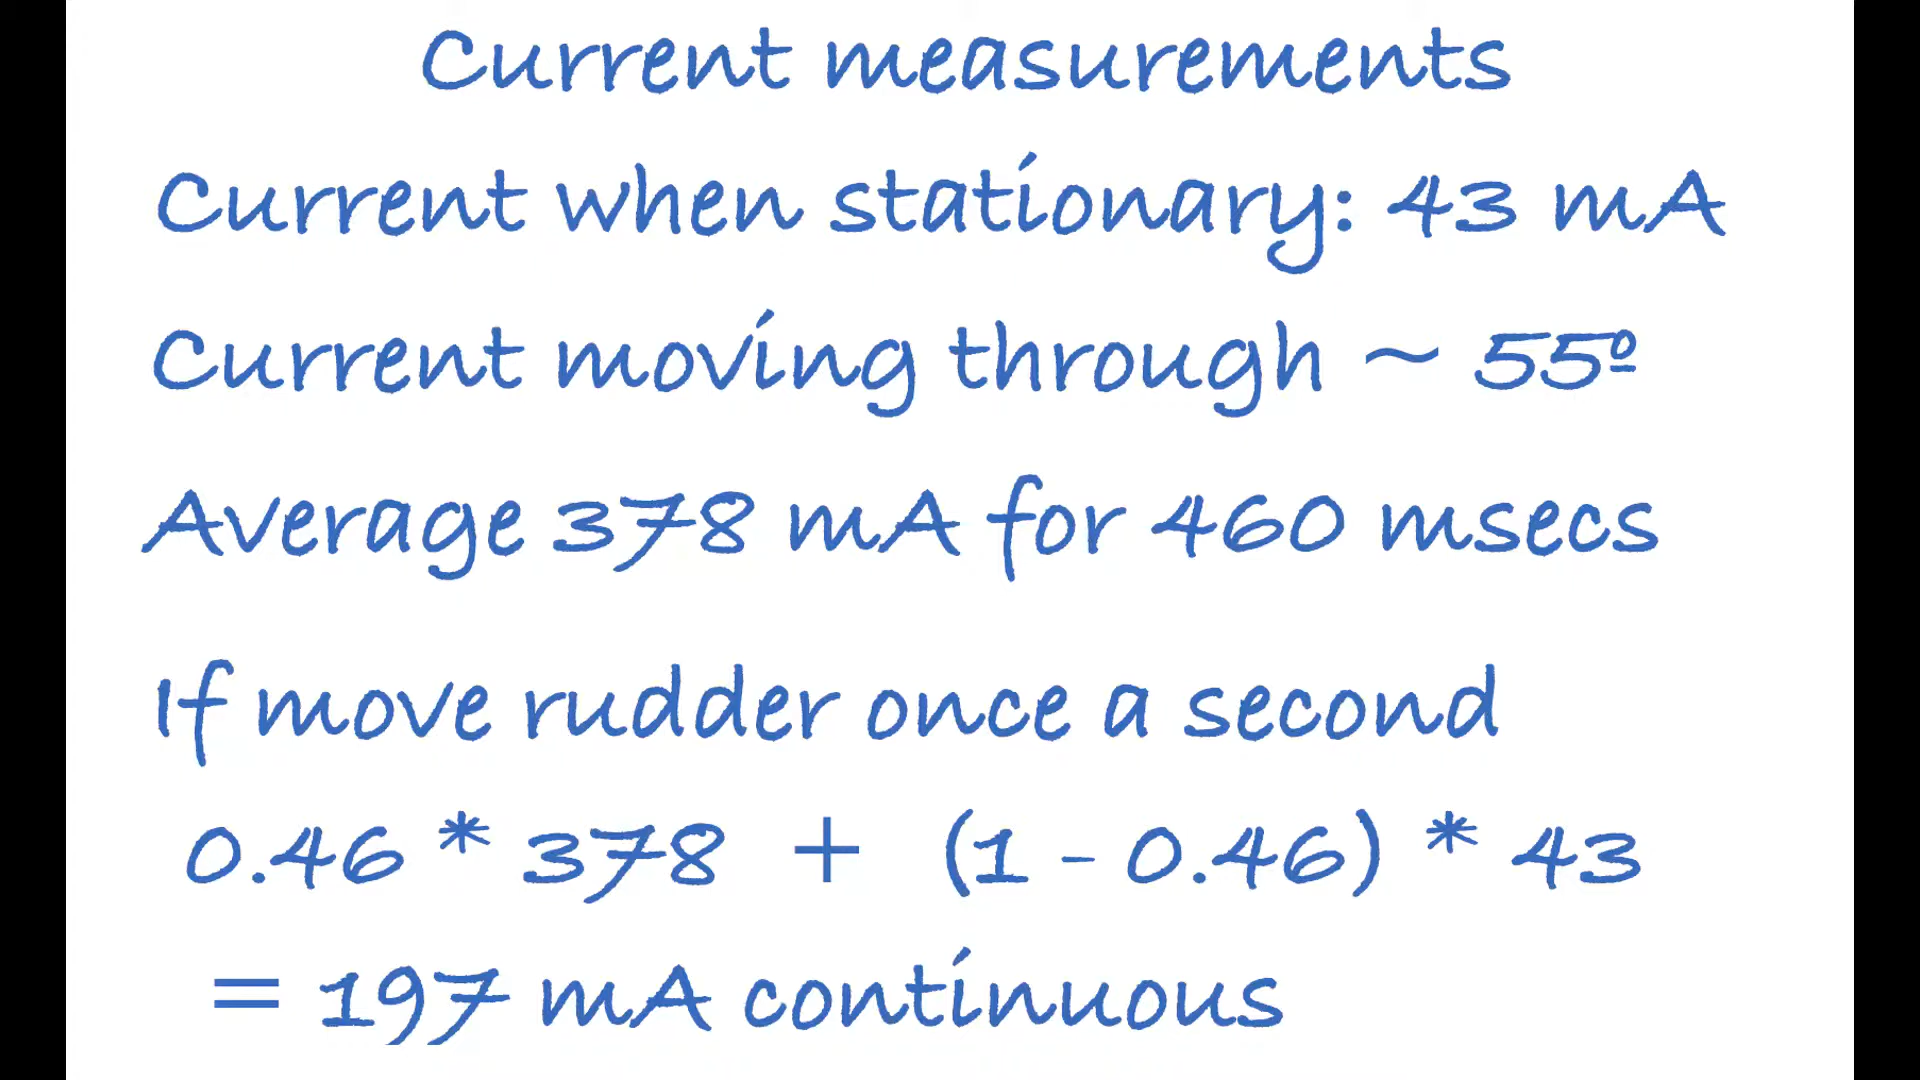 Current measurements
Current when stationary: 43 mA
Current moving through ~ 55º
Average 378 mA for 460 msecs
If move rudder once a second
0.46 * 378 + (1 - 0.46) * 43
= 197 mA continuous